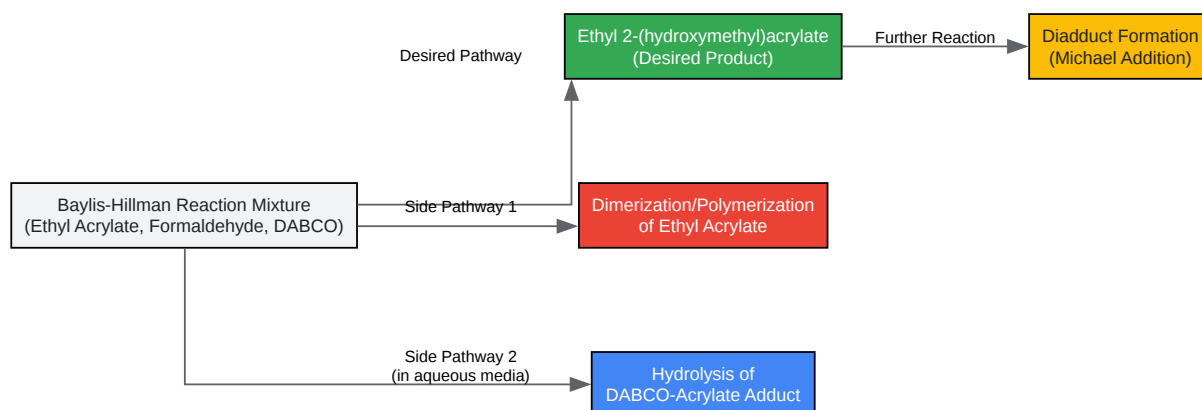 Desired Pathway
Ethyl 2-(hydroxymethyl)acrylate
(Desired Product)
Further Reaction
Diadduct Formation
(Michael Addition)
Baylis-Hillman Reaction Mixture
(Ethyl Acrylate, Formaldehyde, DABCO)
Side Pathway 1
Dimerization/Polymerization
of Ethyl Acrylate
Side Pathway 2
(in aqueous media)
Hydrolysis of
DABCO-Acrylate Adduct